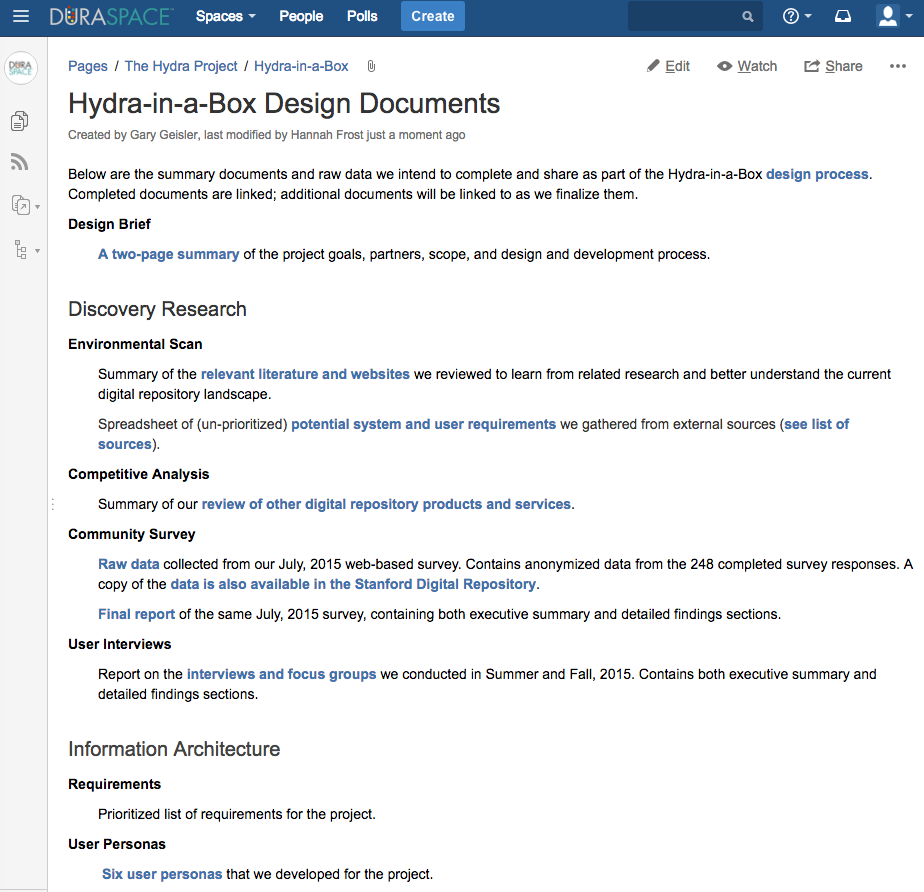 DURASPACE™ Spaces People Polls Create
DURA
SPACE
Pages / The Hydra Project / Hydra-in-a-Box
Edit Watch Share
Hydra-in-a-Box Design Documents
Created by Gary Geisler, last modified by Hannah Frost just a moment ago
Below are the summary documents and raw data we intend to complete and share as part of the Hydra-in-a-Box design process.
Completed documents are linked; additional documents will be linked to as we finalize them.
Design Brief
A two-page summary of the project goals, partners, scope, and design and development process.
Discovery Research
Environmental Scan
Summary of the relevant literature and websites we reviewed to learn from related research and better understand the current
digital repository landscape.
Spreadsheet of (un-prioritized) potential system and user requirements we gathered from external sources (see list of
sources).
Competitive Analysis
Summary of our review of other digital repository products and services.
Community Survey
Raw data collected from our July, 2015 web-based survey. Contains anonymized data from the 248 completed survey responses. A
copy of the data is also available in the Stanford Digital Repository.
Final report of the same July, 2015 survey, containing both executive summary and detailed findings sections.
User Interviews
Report on the interviews and focus groups we conducted in Summer and Fall, 2015. Contains both executive summary and
detailed findings sections.
Information Architecture
Requirements
Prioritized list of requirements for the project.
User Personas
Six user personas that we developed for the project.